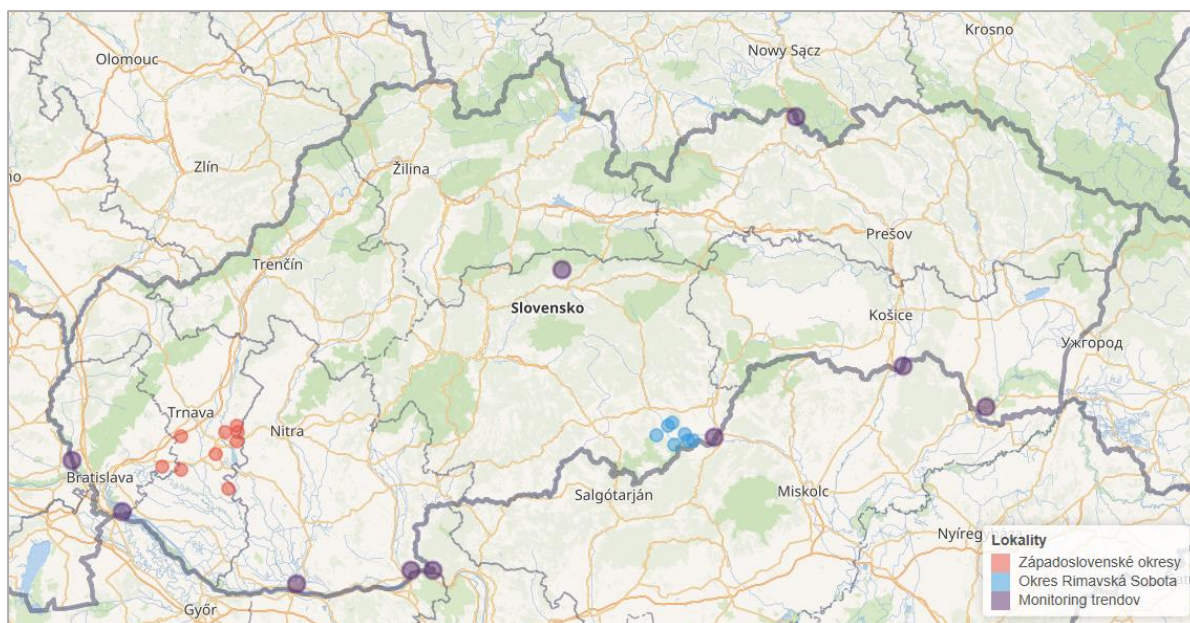 Krosno
Nowy Sącz
Olomouc
Zlín
Žilina
Prešov
Trenčín
Slovensko
Košice
Ужгород
Trnava
Nitra
Bratislava
Salgótarján
Miskolc
Győr
Lokality
Západoslovenské okresy
Okres Rimavská Sobota
Monitoring trendov